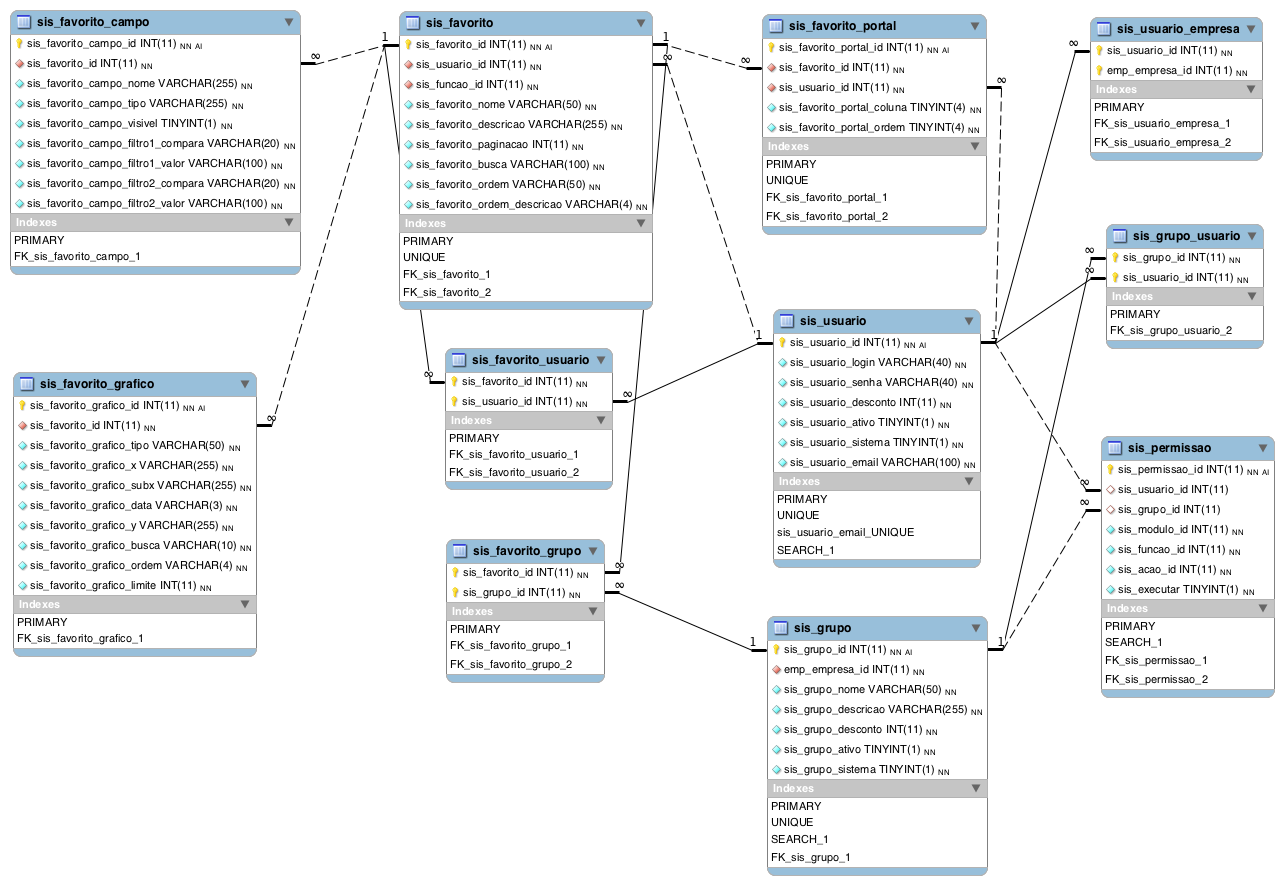 sis_favorito_campo
sis_favorito_campo_id INT(11) NN AI
sis_favorito_id INT(11) NN
sis_favorito_campo_nome VARCHAR(255) NN
sis_favorito_campo_tipo VARCHAR(255) NN
sis_favorito_campo_visivel TINYINT(1) NN
sis_favorito_campo_filtro1_compara VARCHAR(20) NN
sis_favorito_campo_filtro1_valor VARCHAR(100) NN
sis_favorito_campo_filtro2_compara VARCHAR(20) NN
sis_favorito_campo_filtro2_valor VARCHAR(100) NN
Indexes
PRIMARY
FK_sis_favorito_campo_1
∞
1
sis_favorito
sis_favorito_id INT(11) NN AI
sis_usuario_id INT(11) NN
sis_funcao_id INT(11) NN
sis_favorito_nome VARCHAR(50) NN
sis_favorito_descricao VARCHAR(255) NN
sis_favorito_paginacao INT(11) NN
sis_favorito_busca VARCHAR(100) NN
sis_favorito_ordem VARCHAR(50) NN
sis_favorito_ordem_descricao VARCHAR(4) NN
Indexes
PRIMARY
UNIQUE
FK_sis_favorito_1
FK_sis_favorito_2
1
∞
∞
sis_favorito_portal
sis_favorito_portal_id INT(11) NN AI
sis_favorito_id INT(11) NN
sis_usuario_id INT(11) NN
sis_favorito_portal_coluna TINYINT(4) NN
sis_favorito_portal_ordem TINYINT(4) NN
Indexes
PRIMARY
UNIQUE
FK_sis_favorito_portal_1
FK_sis_favorito_portal_2
∞
∞
sis_usuario_empresa
sis_usuario_id INT(11) NN
emp_empresa_id INT(11) NN
Indexes
PRIMARY
FK_sis_usuario_empresa_1
FK_sis_usuario_empresa_2
∞
∞
sis_grupo_usuario
sis_grupo_id INT(11) NN
sis_usuario_id INT(11) NN
Indexes
PRIMARY
FK_sis_grupo_usuario_2
sis_favorito_grafico
sis_favorito_grafico_id INT(11) NN AI
sis_favorito_id INT(11) NN
sis_favorito_grafico_tipo VARCHAR(50) NN
sis_favorito_grafico_x VARCHAR(255) NN
sis_favorito_grafico_subx VARCHAR(255) NN
sis_favorito_grafico_data VARCHAR(3) NN
sis_favorito_grafico_y VARCHAR(255) NN
sis_favorito_grafico_busca VARCHAR(10) NN
sis_favorito_grafico_ordem VARCHAR(4) NN
sis_favorito_grafico_limite INT(11) NN
Indexes
PRIMARY
FK_sis_favorito_grafico_1
∞
∞
sis_favorito_usuario
sis_favorito_id INT(11) NN
sis_usuario_id INT(11) NN
Indexes
PRIMARY
FK_sis_favorito_usuario_1
FK_sis_favorito_usuario_2
∞
1
sis_usuario
sis_usuario_id INT(11) NN AI
sis_usuario_login VARCHAR(40) NN
sis_usuario_senha VARCHAR(40) NN
sis_usuario_desconto INT(11) NN
sis_usuario_ativo TINYINT(1) NN
sis_usuario_sistema TINYINT(1) NN
sis_usuario_email VARCHAR(100) NN
Indexes
PRIMARY
UNIQUE
sis_usuario_email_UNIQUE
SEARCH_1
1
∞
∞
sis_permissao
sis_permissao_id INT(11) NN AI
sis_usuario_id INT(11)
sis_grupo_id INT(11)
sis_modulo_id INT(11) NN
sis_funcao_id INT(11) NN
sis_acao_id INT(11) NN
sis_executar TINYINT(1) NN
Indexes
PRIMARY
SEARCH_1
FK_sis_permissao_1
FK_sis_permissao_2
sis_favorito_grupo
sis_favorito_id INT(11) NN
sis_grupo_id INT(11) NN
Indexes
PRIMARY
FK_sis_favorito_grupo_1
FK_sis_favorito_grupo_2
∞
∞
1
sis_grupo
sis_grupo_id INT(11) NN AI
emp_empresa_id INT(11) NN
sis_grupo_nome VARCHAR(50) NN
sis_grupo_descricao VARCHAR(255) NN
sis_grupo_desconto INT(11) NN
sis_grupo_ativo TINYINT(1) NN
sis_grupo_sistema TINYINT(1) NN
Indexes
PRIMARY
UNIQUE
SEARCH_1
FK_sis_grupo_1
1